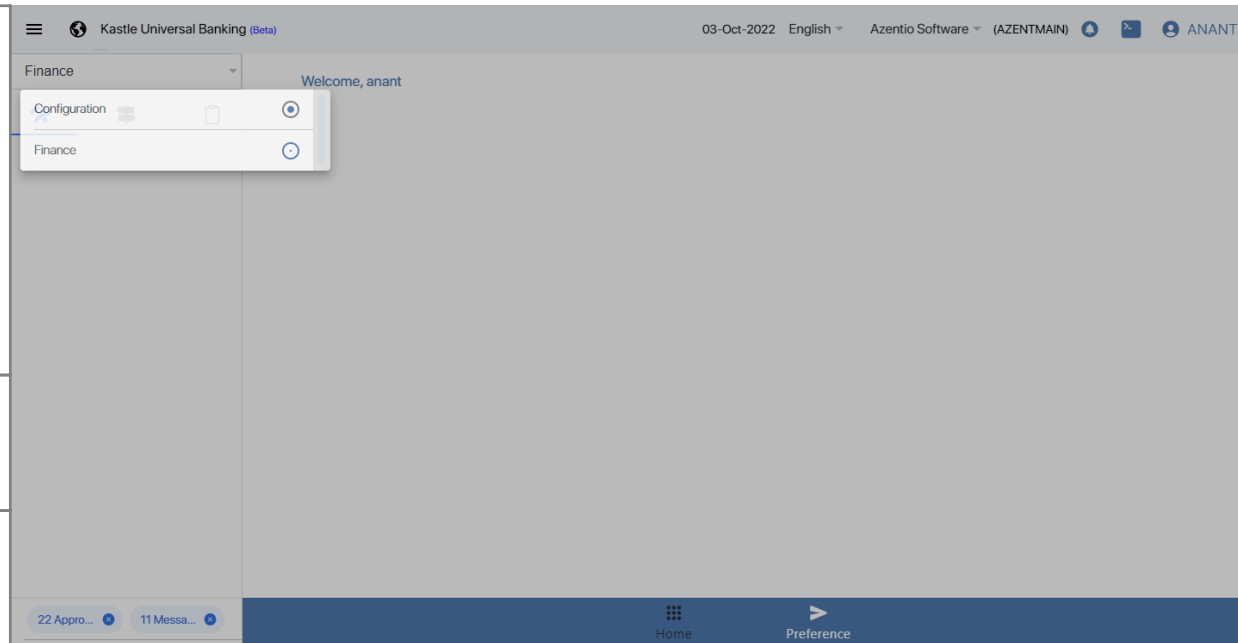 Kastle Universal Banking (Beta) 03-Oct-2022 English Azentio Software (AZENTMAIN) ANANT
Finance
Welcome, anant
Configuration
Finance
22 Appro... 11 Messa...
Home Preference